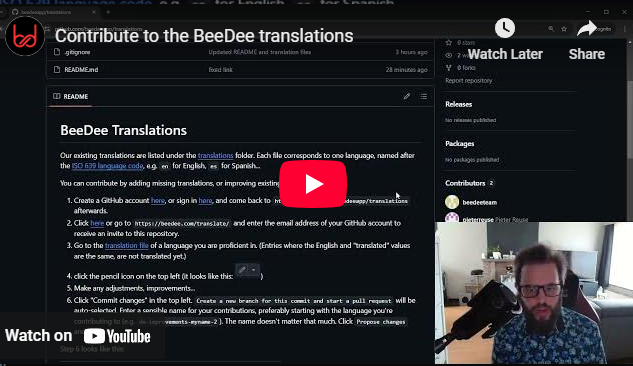 beedeeapp/translations
Contribute to the BeeDee translations
Watch Later
Share
.gitignore
Updated README and translation files
3 hours ago
README.md
fixed link
28 minutes ago
0 stars
0 forks
Report repository
README
Releases
No releases published
Packages
No packages published
Contributors 2
beedeeteam
pieterreuse Pieter Reuse
BeeDee Translations
Our existing translations are listed under the translations folder. Each file corresponds to one language, named after
the ISO 639 language code, e.g. en for English, es for Spanish...
You can contribute by adding missing translations, or improving existing
1. Create a GitHub account here, or sign in here, and come back to
afterwards.
2. Click here or go to https://beedee.com/translate/ and enter the email address of your GitHub account to
receive an invite to this repository.
3. Go to the translation file of a language you are proficient in. (Entries where the English and "translated" values
are the same, are not translated yet.)
4. click the pencil icon on the top left (it looks like this: )
5. Make any adjustments, improvements...
6. Click "Commit changes" in the top left. Create a new branch for this commit and start a pull request will be
auto-selected. Enter a sensible name for your contributions, preferably starting with the language you're
contributing to (e.g. de-improvements-myname-2). The name doesn't matter that much. Click Propose changes
Step 6 looks like this:
Watch on YouTube